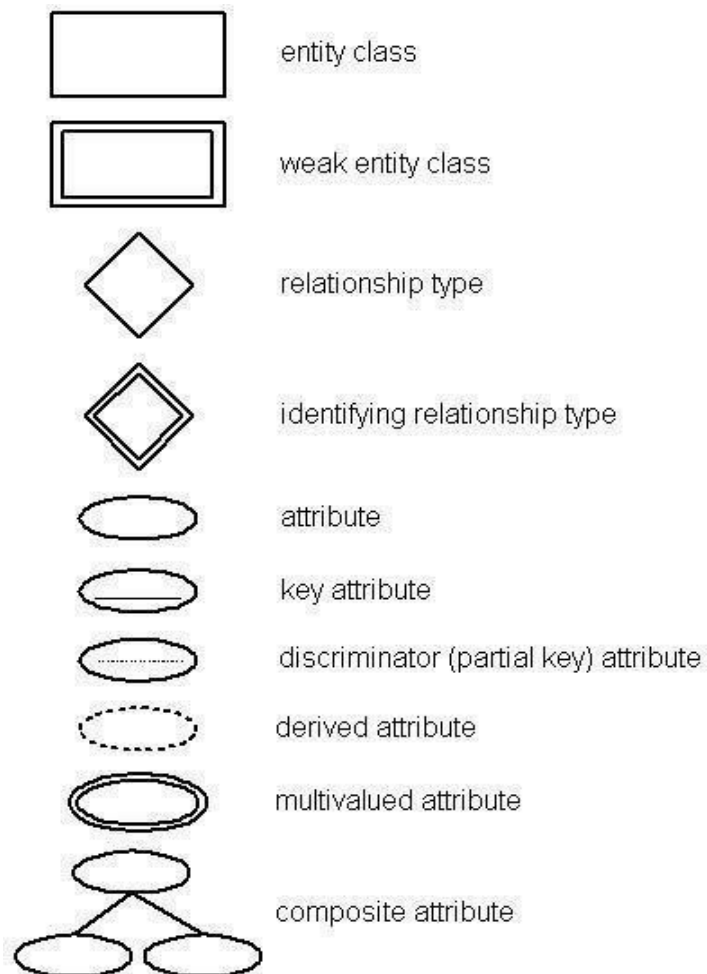 entity class
weak entity class
relationship type
identifying relationship type
attribute
key attribute
discriminator (partial key) attribute
derived attribute
multivalued attribute
composite attribute